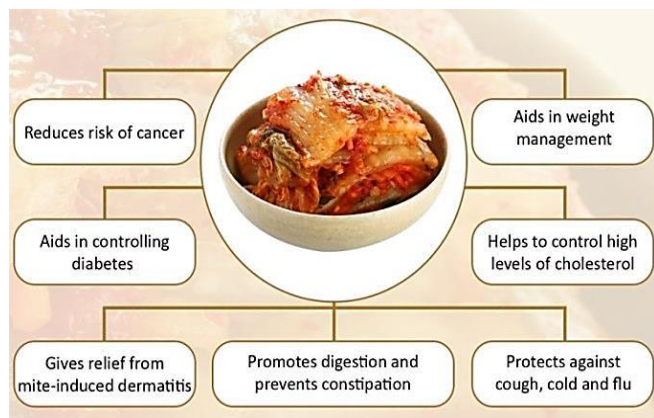 Reduces risk of cancer
Aids in weight
management
Aids in controlling
diabetes
Helps to control high
levels of cholesterol
Gives relief from
mite-induced dermatitis
Promotes digestion and
prevents constipation
Protects against
cough, cold and flu